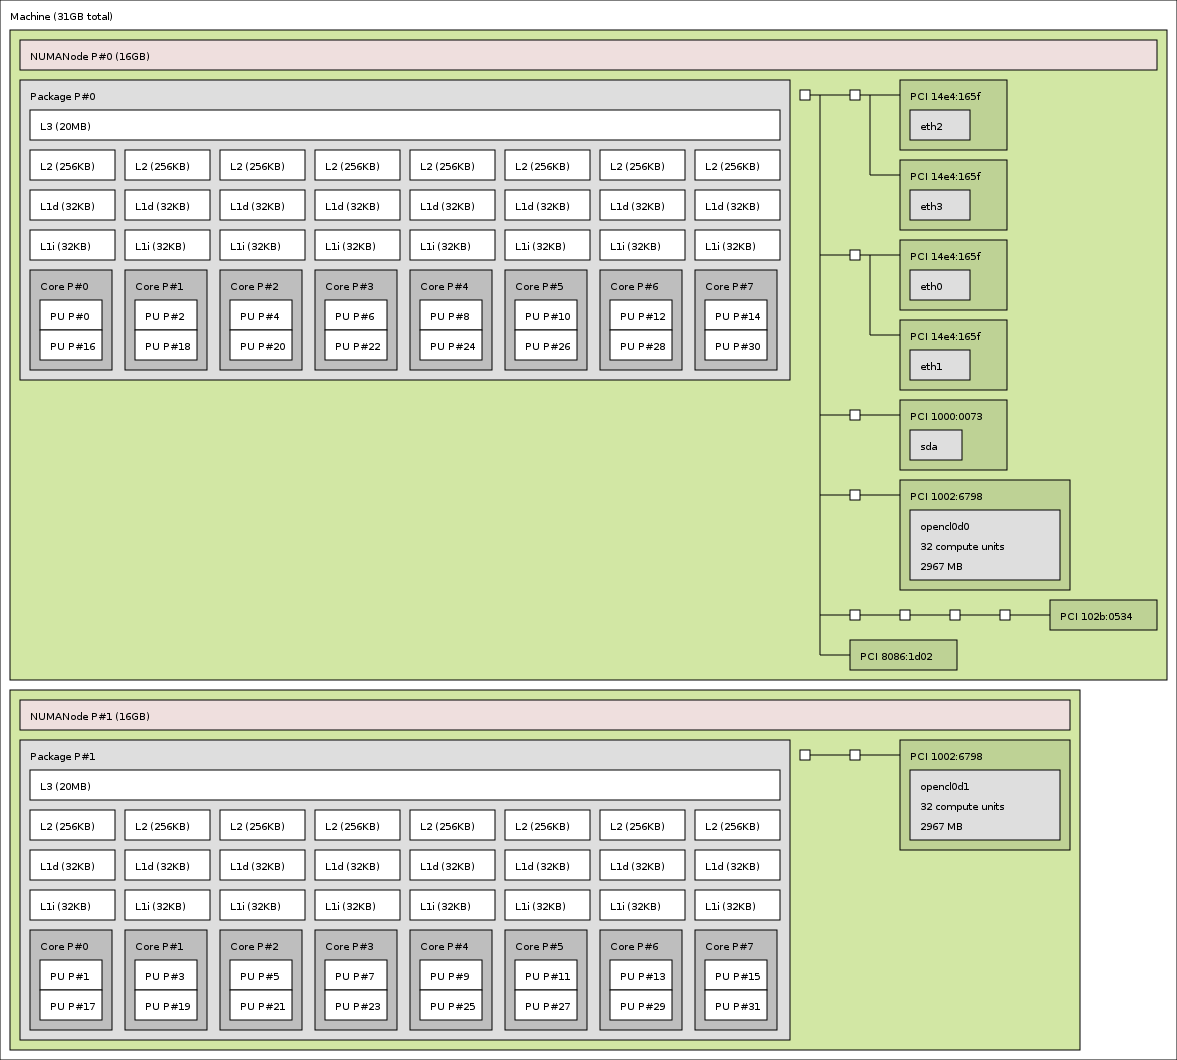 Machine (31GB total)
NUMANode P#0 (16GB)
Package P#0
L3 (20MB)
L2 (256KB) L2 (256KB) L2 (256KB) L2 (256KB) L2 (256KB) L2 (256KB) L2 (256KB) L2 (256KB)
L1d (32KB) L1d (32KB) L1d (32KB) L1d (32KB) L1d (32KB) L1d (32KB) L1d (32KB) L1d (32KB)
L1i (32KB) L1i (32KB) L1i (32KB) L1i (32KB) L1i (32KB) L1i (32KB) L1i (32KB) L1i (32KB)
Core P#0 Core P#1 Core P#2 Core P#3 Core P#4 Core P#5 Core P#6 Core P#7
PU P#0 PU P#2 PU P#4 PU P#6 PU P#8 PU P#10 PU P#12 PU P#14
PU P#16 PU P#18 PU P#20 PU P#22 PU P#24 PU P#26 PU P#28 PU P#30
PCI 14e4:165f
eth2
PCI 14e4:165f
eth3
PCI 14e4:165f
eth0
PCI 14e4:165f
eth1
PCI 1000:0073
sda
PCI 1002:6798
opencl0d0
32 compute units
2967 MB
PCI 102b:0534
PCI 8086:1d02
NUMANode P#1 (16GB)
Package P#1
L3 (20MB)
L2 (256KB) L2 (256KB) L2 (256KB) L2 (256KB) L2 (256KB) L2 (256KB) L2 (256KB) L2 (256KB)
L1d (32KB) L1d (32KB) L1d (32KB) L1d (32KB) L1d (32KB) L1d (32KB) L1d (32KB) L1d (32KB)
L1i (32KB) L1i (32KB) L1i (32KB) L1i (32KB) L1i (32KB) L1i (32KB) L1i (32KB) L1i (32KB)
Core P#0 Core P#1 Core P#2 Core P#3 Core P#4 Core P#5 Core P#6 Core P#7
PU P#1 PU P#3 PU P#5 PU P#7 PU P#9 PU P#11 PU P#13 PU P#15
PU P#17 PU P#19 PU P#21 PU P#23 PU P#25 PU P#27 PU P#29 PU P#31
PCI 1002:6798
opencl0d1
32 compute units
2967 MB